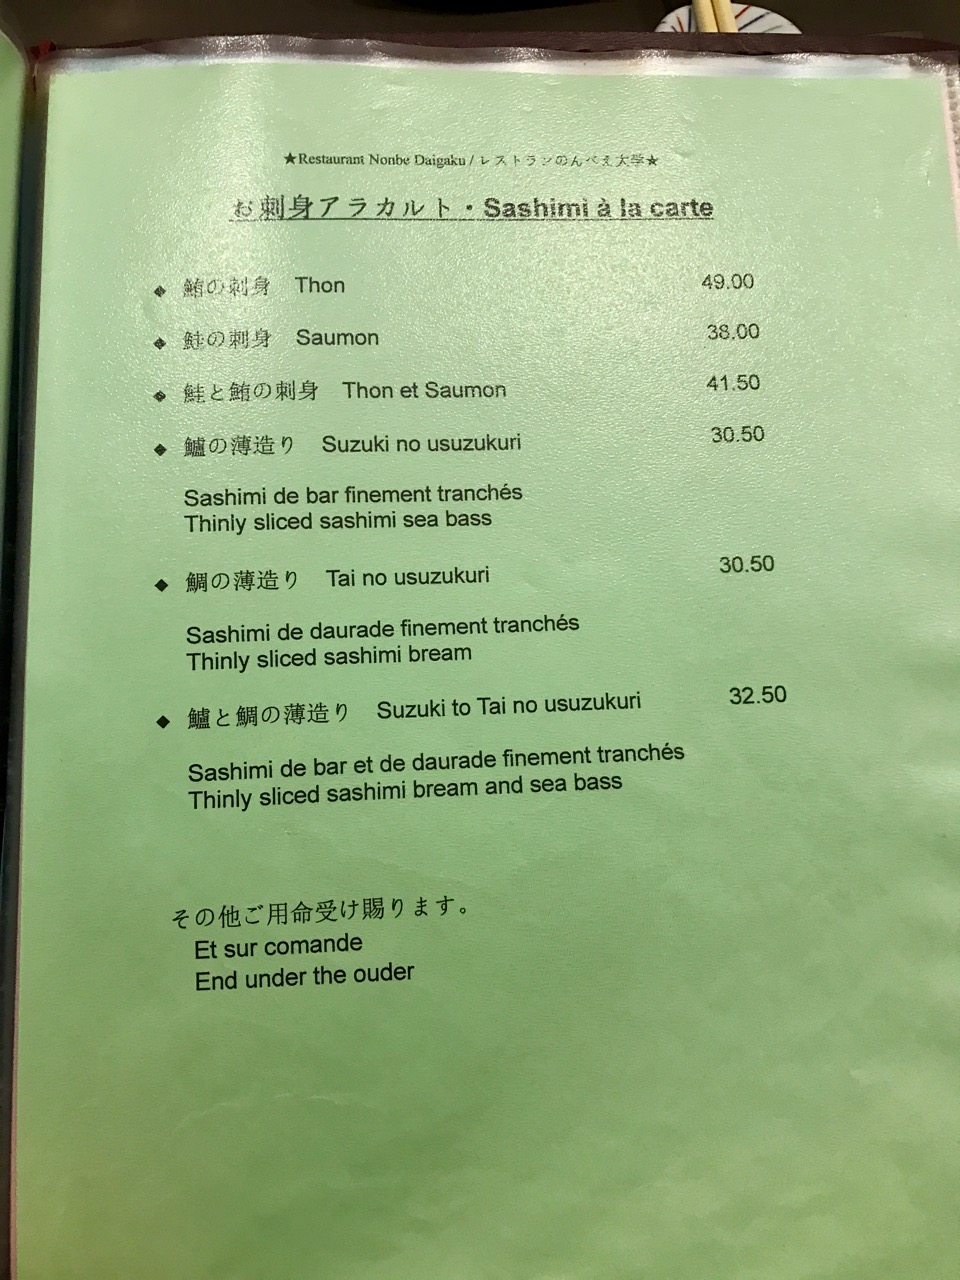 ★Restaurant Nonbe Daigaku / レストランのんべえ大学★
お刺身アラカルト・Sashimi à la carte
◆ 鮪の刺身 Thon 49.00
◆ 鮭の刺身 Saumon 38.00
◆ 鮭と鮪の刺身 Thon et Saumon 41.50
◆ 鱸の薄造り Suzuki no usuzukuri 30.50
Sashimi de bar finement tranchés
Thinly sliced sashimi sea bass
◆ 鯛の薄造り Tai no usuzukuri 30.50
Sashimi de daurade finement tranchés
Thinly sliced sashimi bream
◆ 鱸と鯛の薄造り Suzuki to Tai no usuzukuri 32.50
Sashimi de bar et de daurade finement tranchés
Thinly sliced sashimi bream and sea bass
その他ご用命受け賜ります。
Et sur comande
End under the ouder